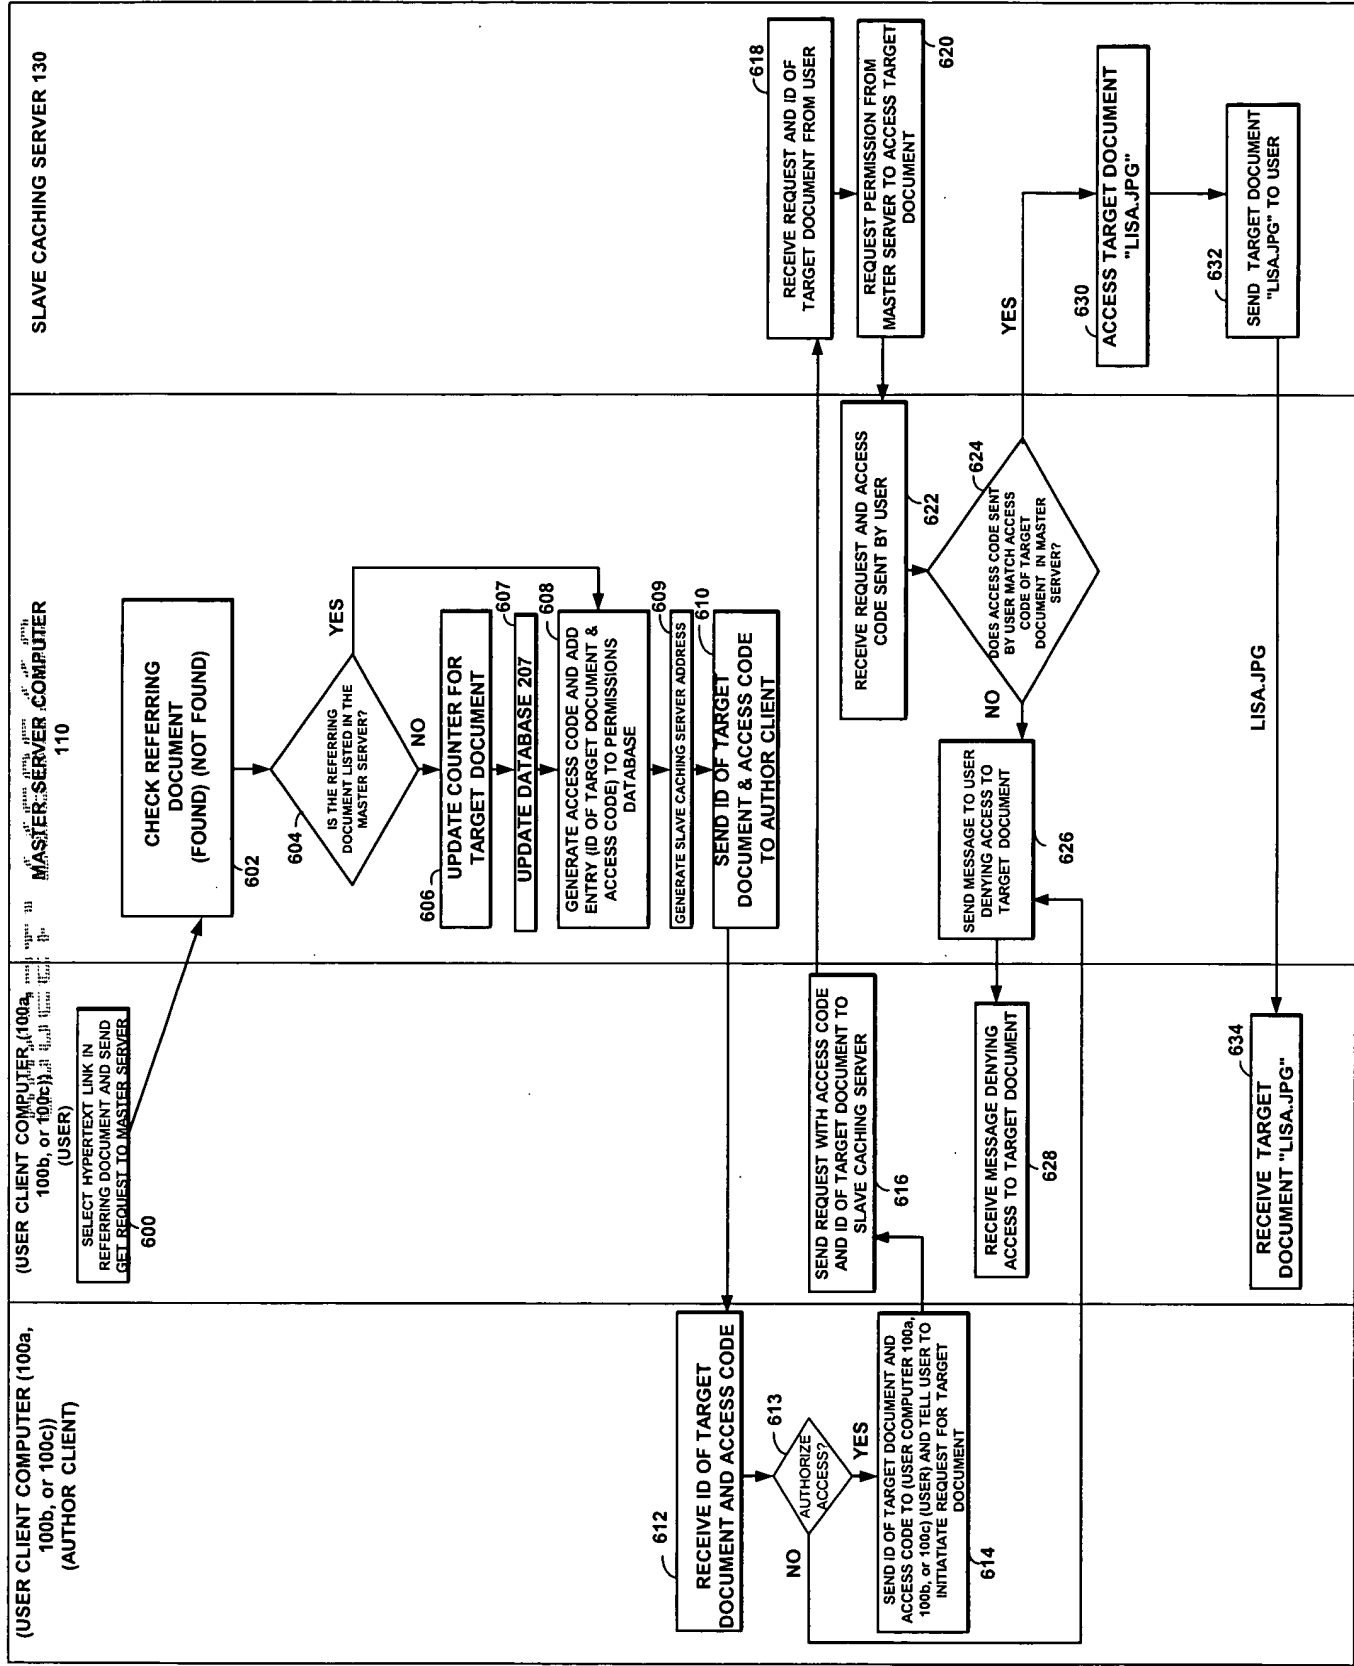 (USER CLIENT COMPUTER (100a,
100b, or 100c))
(AUTHOR CLIENT)
(USER CLIENT COMPUTER (100a,
100b, or 100c))
(USER)
MASTER SERVER COMPUTER
110
SLAVE CACHING SERVER 130
SELECT HYPERTEXT LINK IN
REFERRING DOCUMENT AND SEND
GET REQUEST TO MASTER SERVER
600
CHECK REFERRING
DOCUMENT
(FOUND) (NOT FOUND)
602
604
IS THE REFERRING
DOCUMENT LISTED IN THE
MASTER SERVER?
YES
NO
UPDATE COUNTER FOR
TARGET DOCUMENT
606
UPDATE DATABASE 207
607
GENERATE ACCESS CODE AND ADD
ENTRY (ID OF TARGET DOCUMENT &
ACCESS CODE) TO PERMISSIONS
DATABASE
608
GENERATE SLAVE CACHING SERVER ADDRESS
609
SEND ID OF TARGET
DOCUMENT & ACCESS CODE
TO AUTHOR CLIENT
610
612
RECEIVE ID OF TARGET
DOCUMENT AND ACCESS CODE
613
AUTHORIZE
ACCESS?
NO
YES
SEND ID OF TARGET DOCUMENT AND
ACCESS CODE TO (USER COMPUTER 100a,
100b, or 100c) (USER) AND TELL USER TO
INITIATIATE REQUEST FOR TARGET
DOCUMENT
614
SEND REQUEST WITH ACCESS CODE
AND ID OF TARGET DOCUMENT TO
SLAVE CACHING SERVER
616
618
RECEIVE REQUEST AND ID OF
TARGET DOCUMENT FROM USER
REQUEST PERMISSION FROM
MASTER SERVER TO ACCESS TARGET
DOCUMENT
620
RECEIVE REQUEST AND ACCESS
CODE SENT BY USER
622
624
DOES ACCESS CODE SENT
BY USER MATCH ACCESS
CODE OF TARGET
DOCUMENT IN MASTER
SERVER?
NO
YES
SEND MESSAGE TO USER
DENYING ACCESS TO
TARGET DOCUMENT
626
RECEIVE MESSAGE DENYING
ACCESS TO TARGET DOCUMENT
628
630
ACCESS TARGET DOCUMENT
"LISA.JPG"
632
SEND TARGET DOCUMENT
"LISA.JPG" TO USER
LISA.JPG
634
RECEIVE TARGET
DOCUMENT "LISA.JPG"